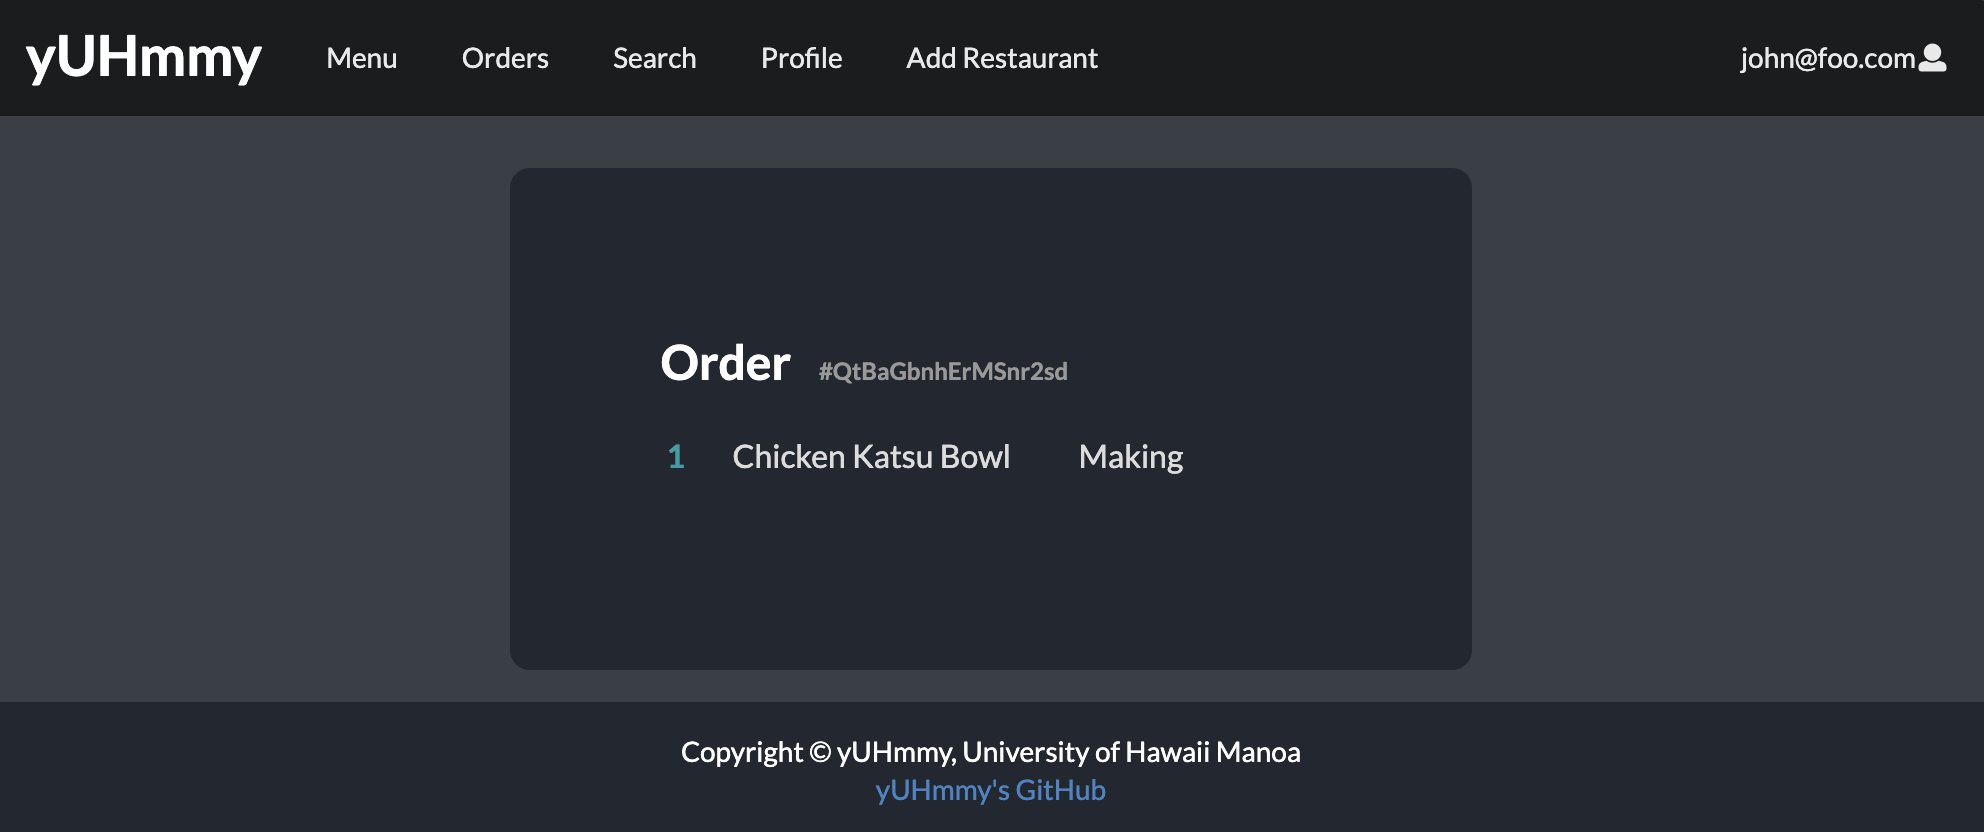 yUHmmy Menu Orders Search Profile Add Restaurant john@foo.com
Order #QtBaGbnhErMSnr2sd
1 Chicken Katsu Bowl Making
Copyright © yUHmmy, University of Hawaii Manoa
yUHmmy's GitHub